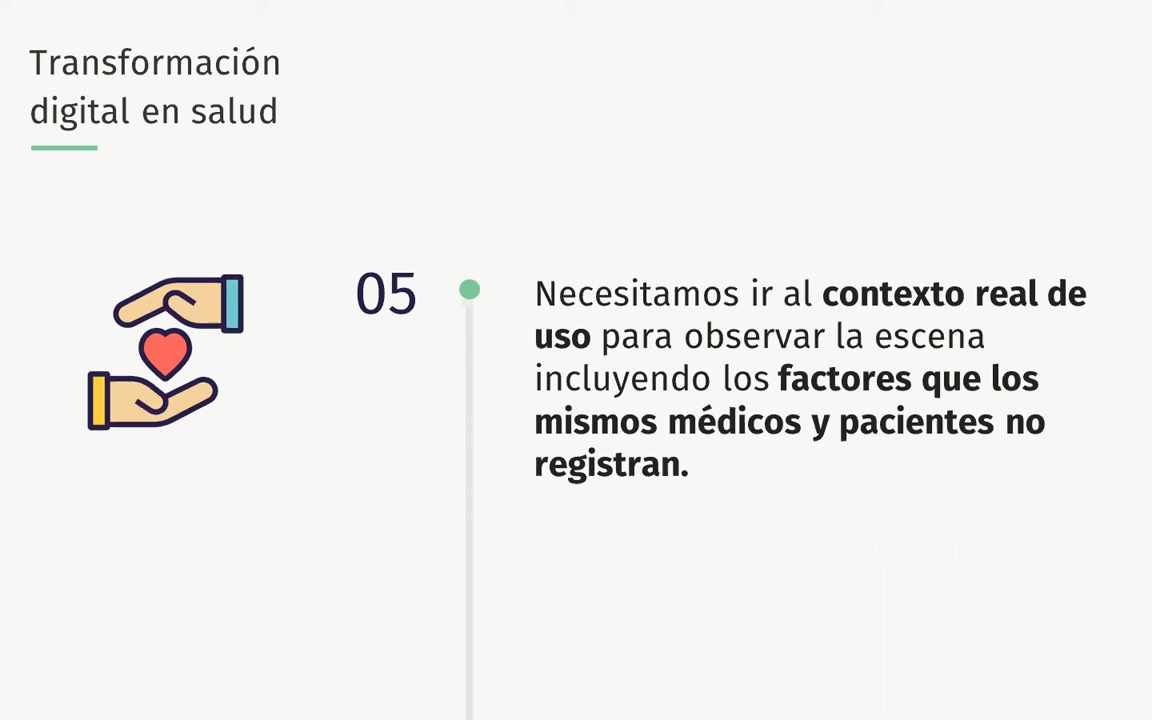 Transformación
digital en salud
05
Necesitamos ir al contexto real de
uso para observar la escena
incluyendo los factores que los
mismos médicos y pacientes no
registran.